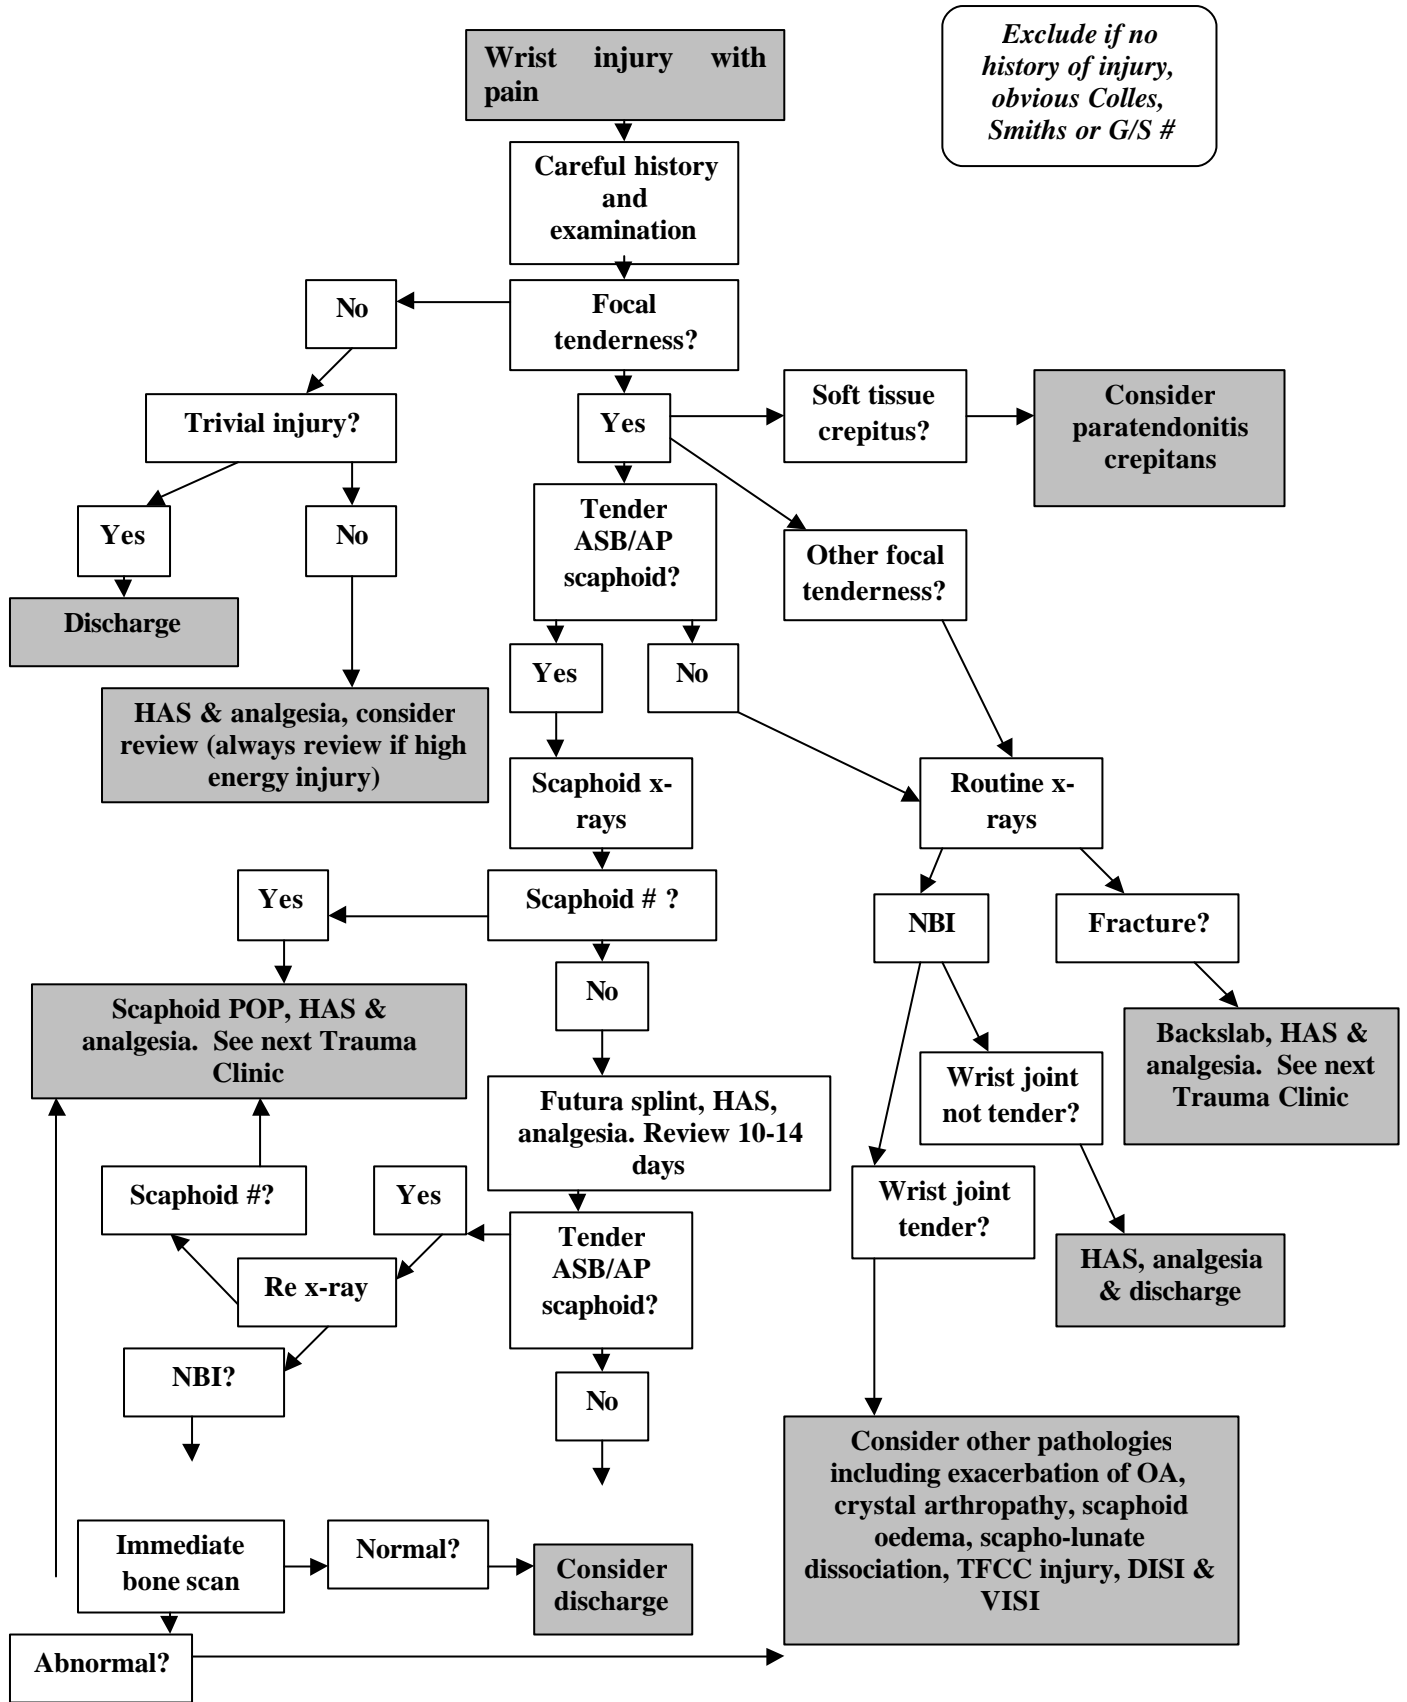 Exclude if no
history of injury,
obvious Colles,
Smiths or G/S #
Wrist injury with
pain
Careful history
and
examination
Focal
tenderness?
No
Trivial injury?
Yes
Soft tissue
crepitus?
Consider
paratendonitis
crepitans
Yes
No
Tender
ASB/AP
scaphoid?
Other focal
tenderness?
Discharge
Yes
No
HAS & analgesia, consider
review (always review if high
energy injury)
Scaphoid x-
rays
Routine x-
rays
Yes
Scaphoid # ?
NBI
Fracture?
No
Scaphoid POP, HAS &
analgesia. See next Trauma
Clinic
Backslab, HAS &
analgesia. See next
Trauma Clinic
Wrist joint
not tender?
Futura splint, HAS,
analgesia. Review 10-14
days
Scaphoid #?
Yes
Wrist joint
tender?
Tender
ASB/AP
scaphoid?
HAS, analgesia
& discharge
Re x-ray
NBI?
No
Consider other pathologies
including exacerbation of OA,
crystal arthropathy, scaphoid
oedema, scapho-lunate
dissociation, TFCC injury, DISI &
VISI
Immediate
bone scan
Normal?
Consider
discharge
Abnormal?